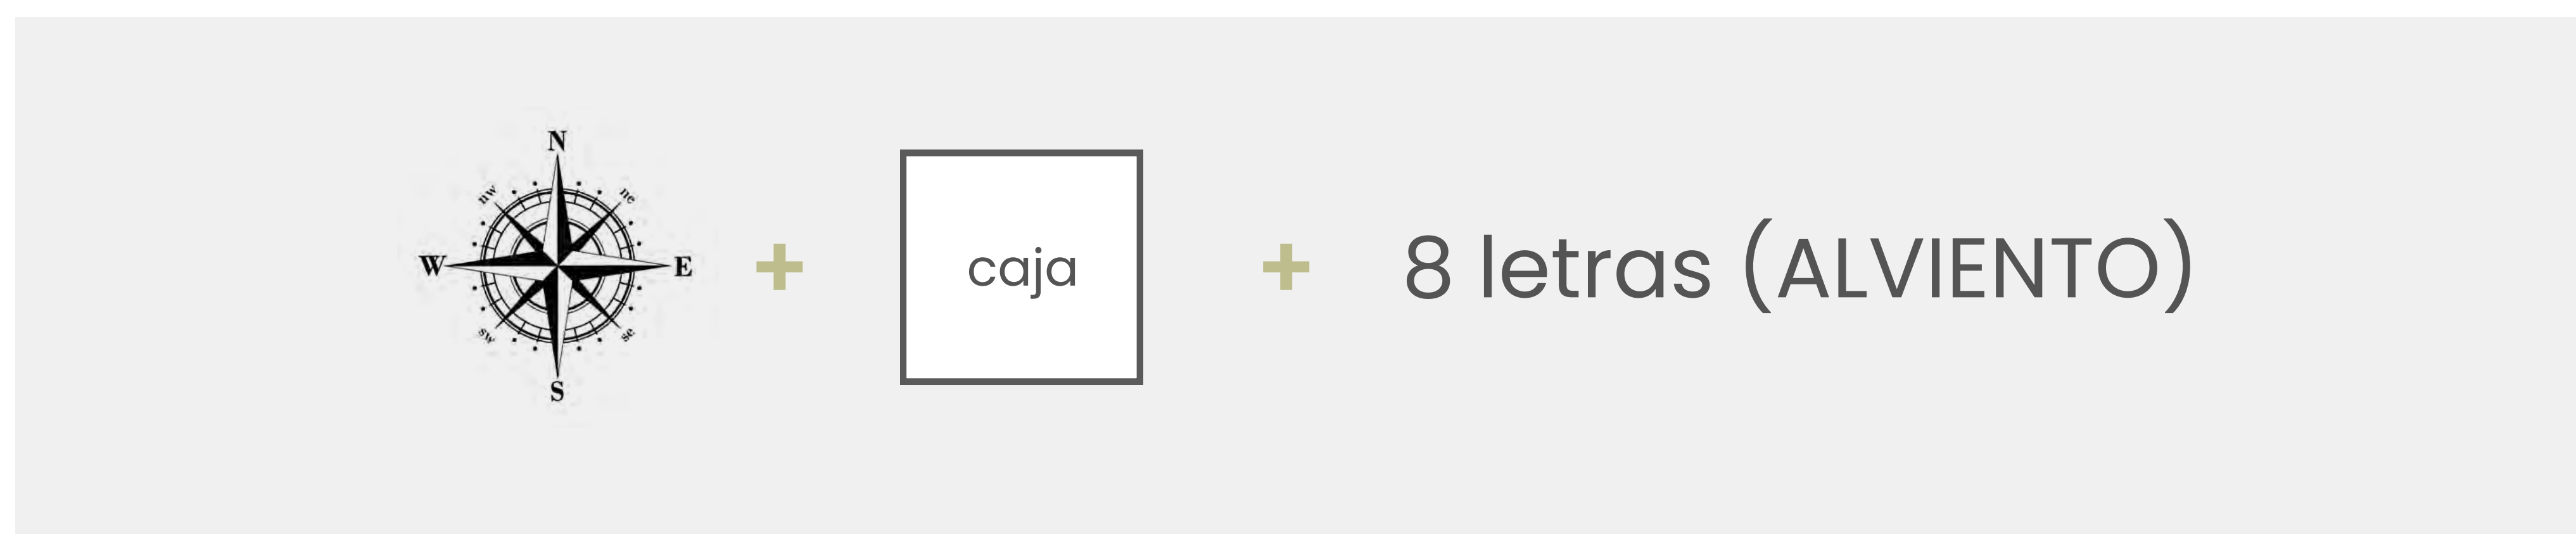 N
nw ne
W E
caja
8 letras (ALVIENTO)
sw se
S